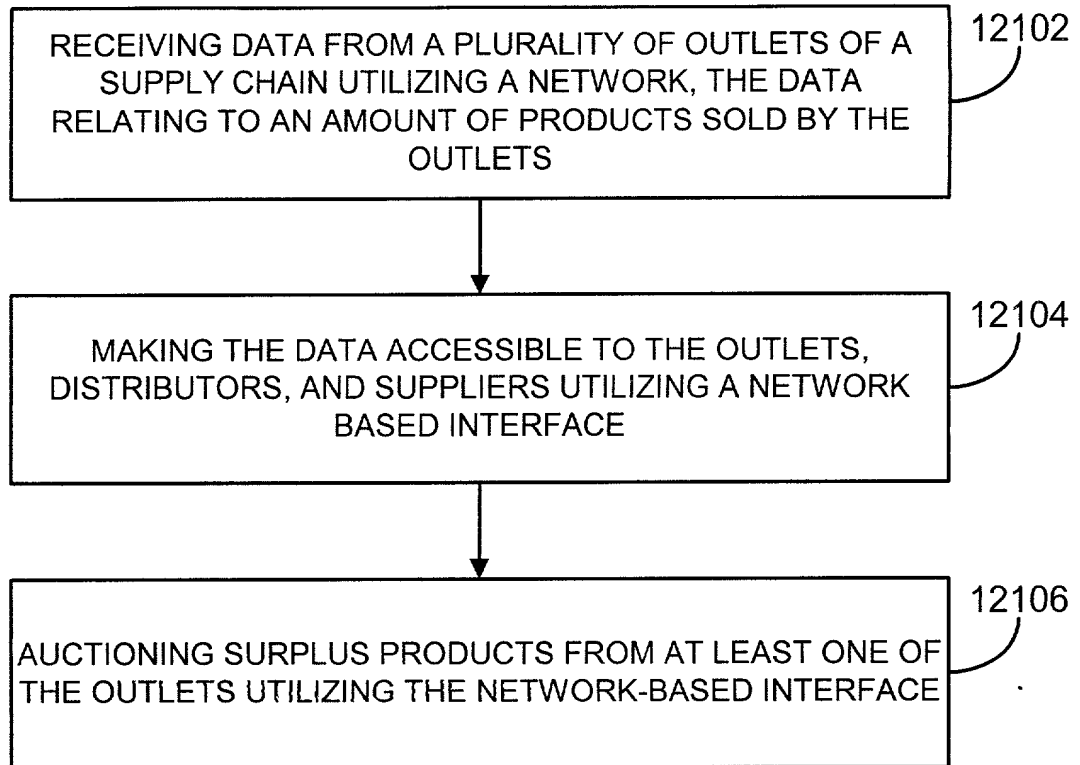 12102
RECEIVING DATA FROM A PLURALITY OF OUTLETS OF A
SUPPLY CHAIN UTILIZING A NETWORK, THE DATA
RELATING TO AN AMOUNT OF PRODUCTS SOLD BY THE
OUTLETS
12104
MAKING THE DATA ACCESSIBLE TO THE OUTLETS,
DISTRIBUTORS, AND SUPPLIERS UTILIZING A NETWORK
BASED INTERFACE
12106
AUCTIONING SURPLUS PRODUCTS FROM AT LEAST ONE OF
THE OUTLETS UTILIZING THE NETWORK-BASED INTERFACE